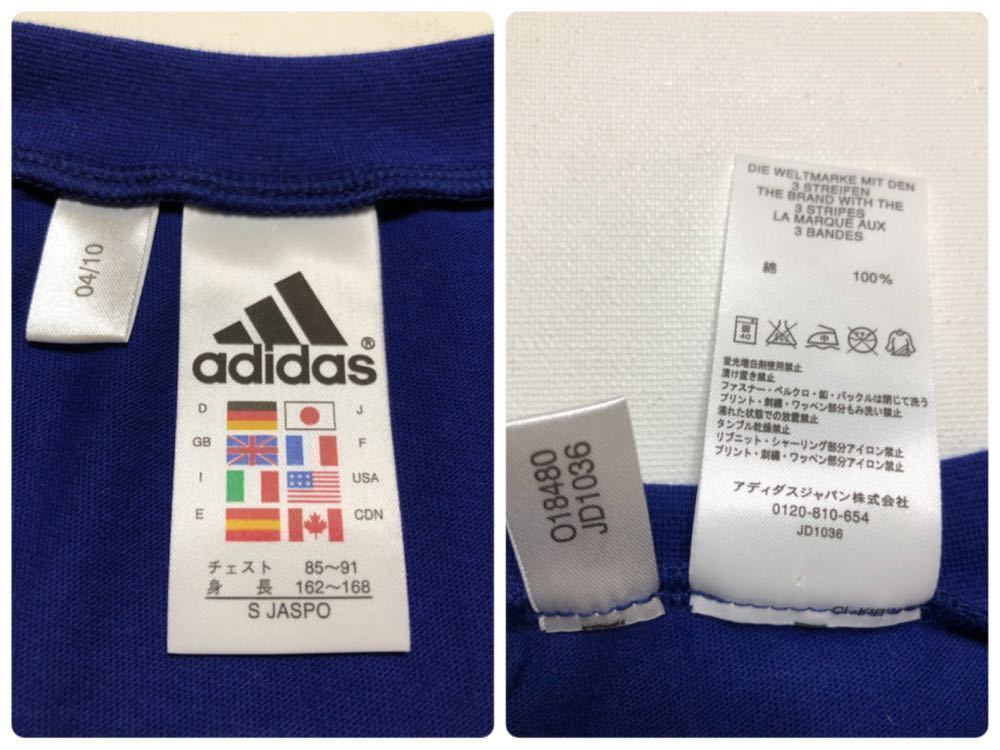 04/10
adidas®
D J
GB F
I USA
E CDN
チェスト 85～91
身 長 162～168
S JASPO
DIE WELTMARKE MIT DEN
3 STREIFEN
THE BRAND WITH THE
3 STRIPES
LA MARQUE AUX
3 BANDES
綿 100%
40 中
蛍光増白剤使用禁止
漬け置き禁止
ファスナー・ベルクロ・釦・バックルは閉じて洗う
プリント・刺繍・ワッペン部分もみ洗い禁止
濡れた状態での放置禁止
タンブル乾燥禁止
リブニット・シャーリング部分アイロン禁止
プリント・刺繍・ワッペン部分アイロン禁止
アディダスジャパン株式会社
0120-810-654
JD1036
O18480
JD1036